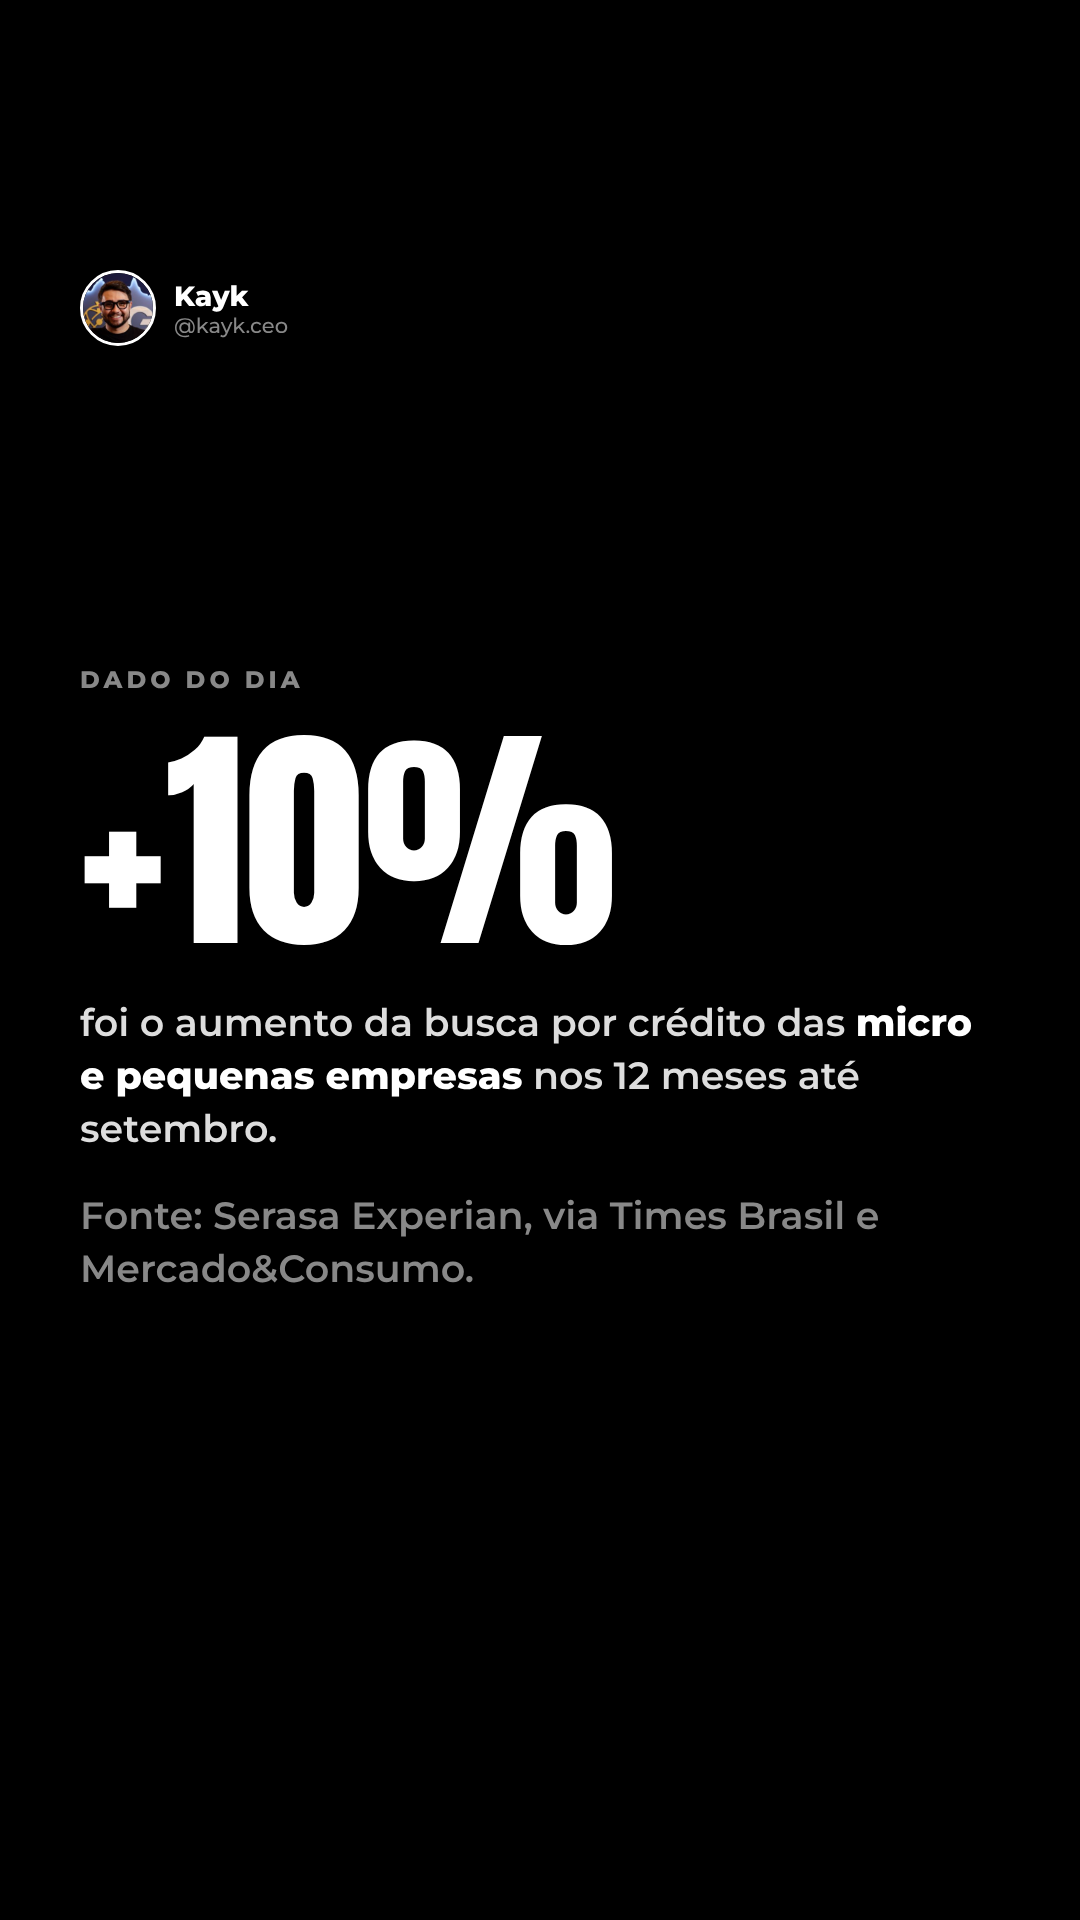 Kayk
@kayk.ceo
DADO DO DIA
+10%
foi o aumento da busca por crédito das micro
e pequenas empresas nos 12 meses até
setembro.
Fonte: Serasa Experian, via Times Brasil e
Mercado&Consumo.